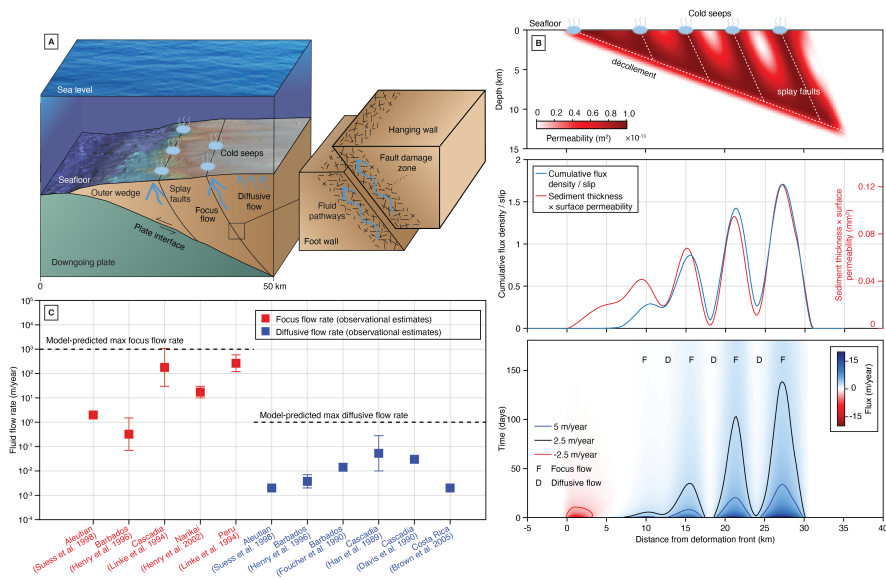 A
Sea level
Seafloor
Cold seeps
Outer wedge
Splay
faults
Focus
flow
Diffusive
flow
Plate interface
Downgoing plate
0
50 km
Hanging wall
Fault damage
zone
Fluid
pathways
Foot wall
Cold seeps
Seafloor
B
décollement
splay faults
Depth (km)
0
5
10
15
0 0.2 0.4 0.6 0.8 1.0
Permeability (m²) ×10⁻¹³
Cumulative flux
density / slip
Sediment thickness
× surface permeability
Cumulative flux density / slip
2
1.5
1
0.5
0
0.12
0.08
0.04
0
Sediment thickness × surface
permeability (mm³)
F D F D F D F
Time (days)
150
100
50
0
5 m/year
2.5 m/year
-2.5 m/year
F Focus flow
D Diffusive flow
15
0
-15
Flux (m/year)
-5 0 5 10 15 20 25 30 35 40
Distance from deformation front (km)
C
Focus flow rate (observational estimates)
Diffusive flow rate (observational estimates)
Model-predicted max focus flow rate
Model-predicted max diffusive flow rate
Fluid flow rate (m/year)
10⁵
10⁴
10³
10²
10¹
10⁰
10⁻¹
10⁻²
10⁻³
10⁻⁴
Aleutian
(Suess et al. 1998)
Barbados
(Henry et al. 1996)
Cascadia
(Linke et al. 1994)
Nankai
(Henry et al. 2002)
Peru
(Linke et al. 1994)
Aleutian
(Suess et al. 1998)
Barbados
(Henry et al. 1996)
Barbados
(Foucher et al. 1990)
Cascadia
(Han et al. 1989)
Cascadia
(Davis et al. 1990)
Costa Rica
(Brown et al. 2005)